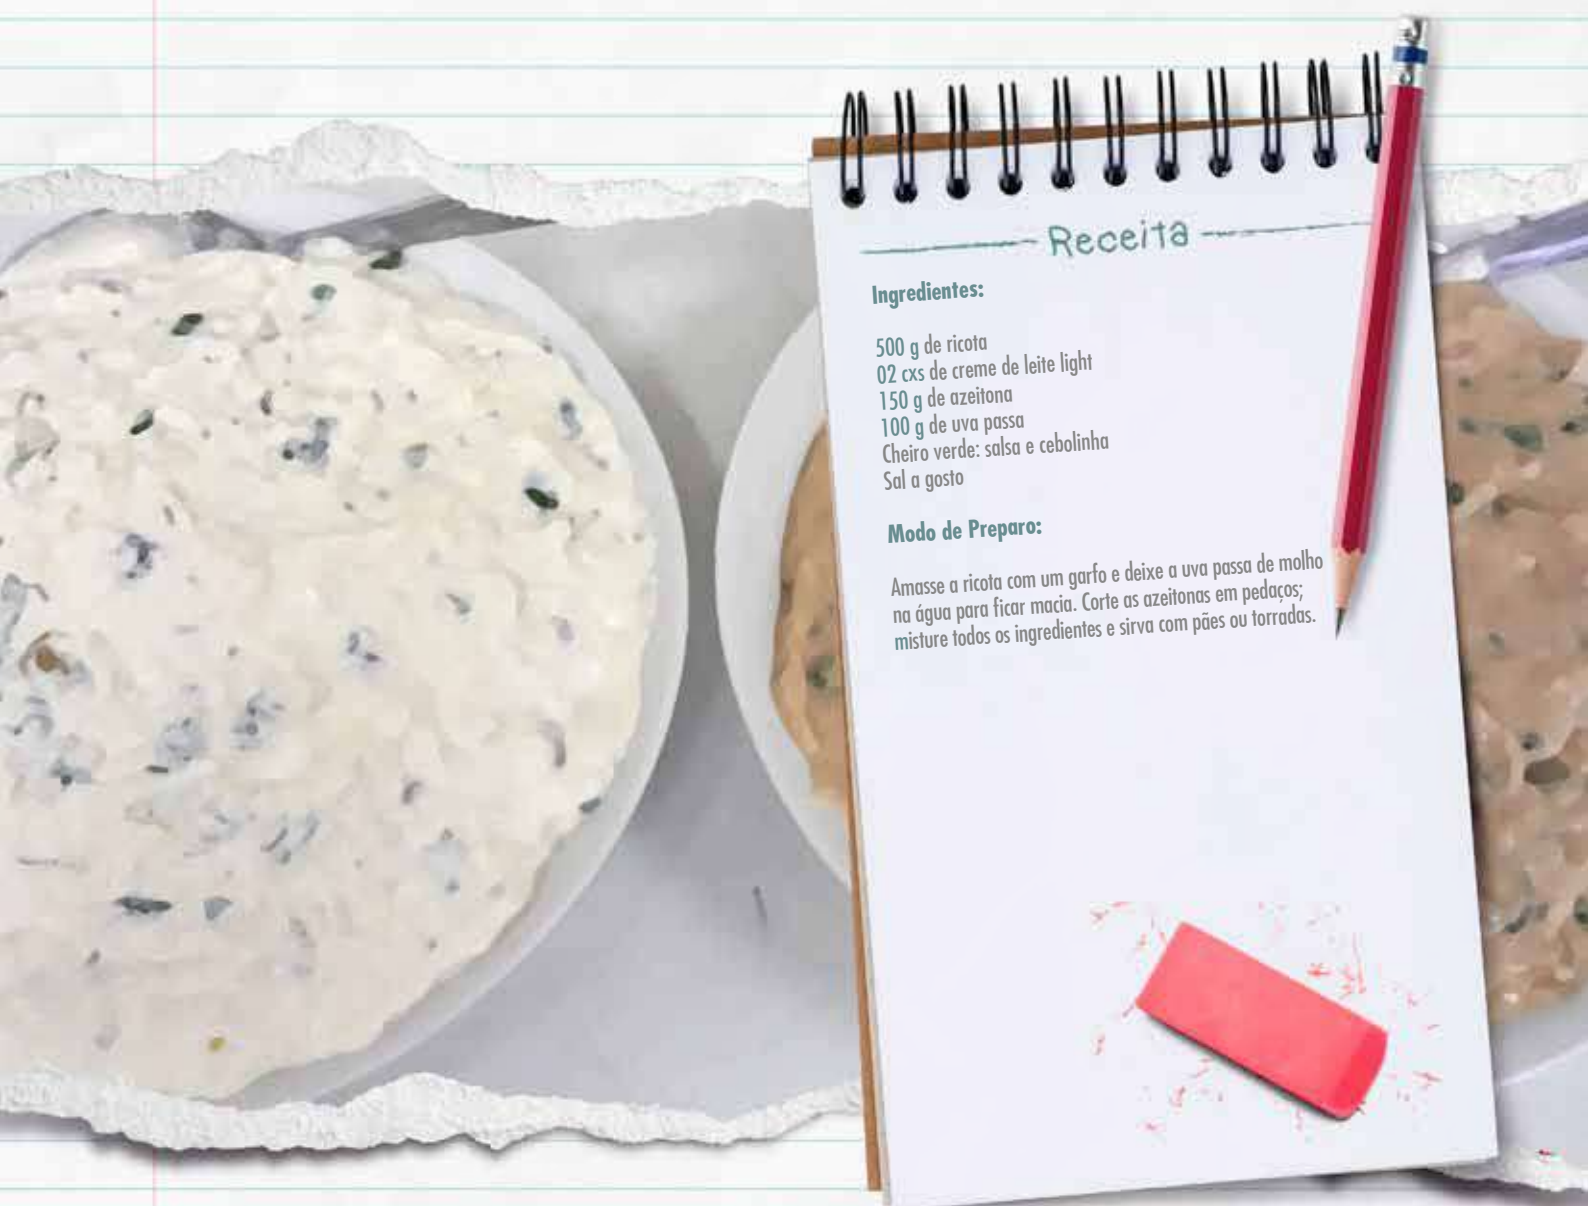 Receita
Ingredientes:
500 g de ricota
02 cxs de creme de leite light
150 g de azeitona
100 g de uva passa
Cheiro verde: salsa e cebolinha
Sal a gosto
Modo de Preparo:
Amasse a ricota com um garfo e deixe a uva passa de molho
na água para ficar macia. Corte as azeitonas em pedaços;
misture todos os ingredientes e sirva com pães ou torradas.